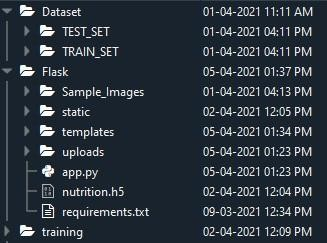 Dataset 01-04-2021 11:11 AM
TEST_SET 01-04-2021 04:11 PM
TRAIN_SET 01-04-2021 04:11 PM
Flask 05-04-2021 01:37 PM
Sample_Images 01-04-2021 04:13 PM
static 02-04-2021 12:05 PM
templates 05-04-2021 01:34 PM
uploads 05-04-2021 01:23 PM
app.py 05-04-2021 01:23 PM
nutrition.h5 02-04-2021 12:04 PM
requirements.txt 09-03-2021 12:34 PM
training 02-04-2021 12:09 PM